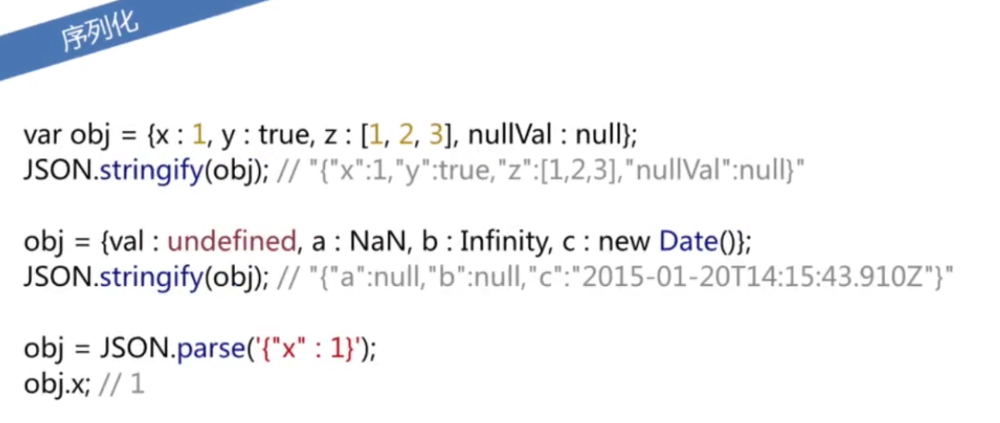 序列化
var obj = {x : 1, y : true, z : [1, 2, 3], nullVal : null};
JSON.stringify(obj); // "{"x":1,"y":true,"z":[1,2,3],"nullVal":null}"
obj = {val : undefined, a : NaN, b : Infinity, c : new Date()};
JSON.stringify(obj); // "{"a":null,"b":null,"c":"2015-01-20T14:15:43.910Z"}"
obj = JSON.parse('{"x" : 1}');
obj.x; // 1